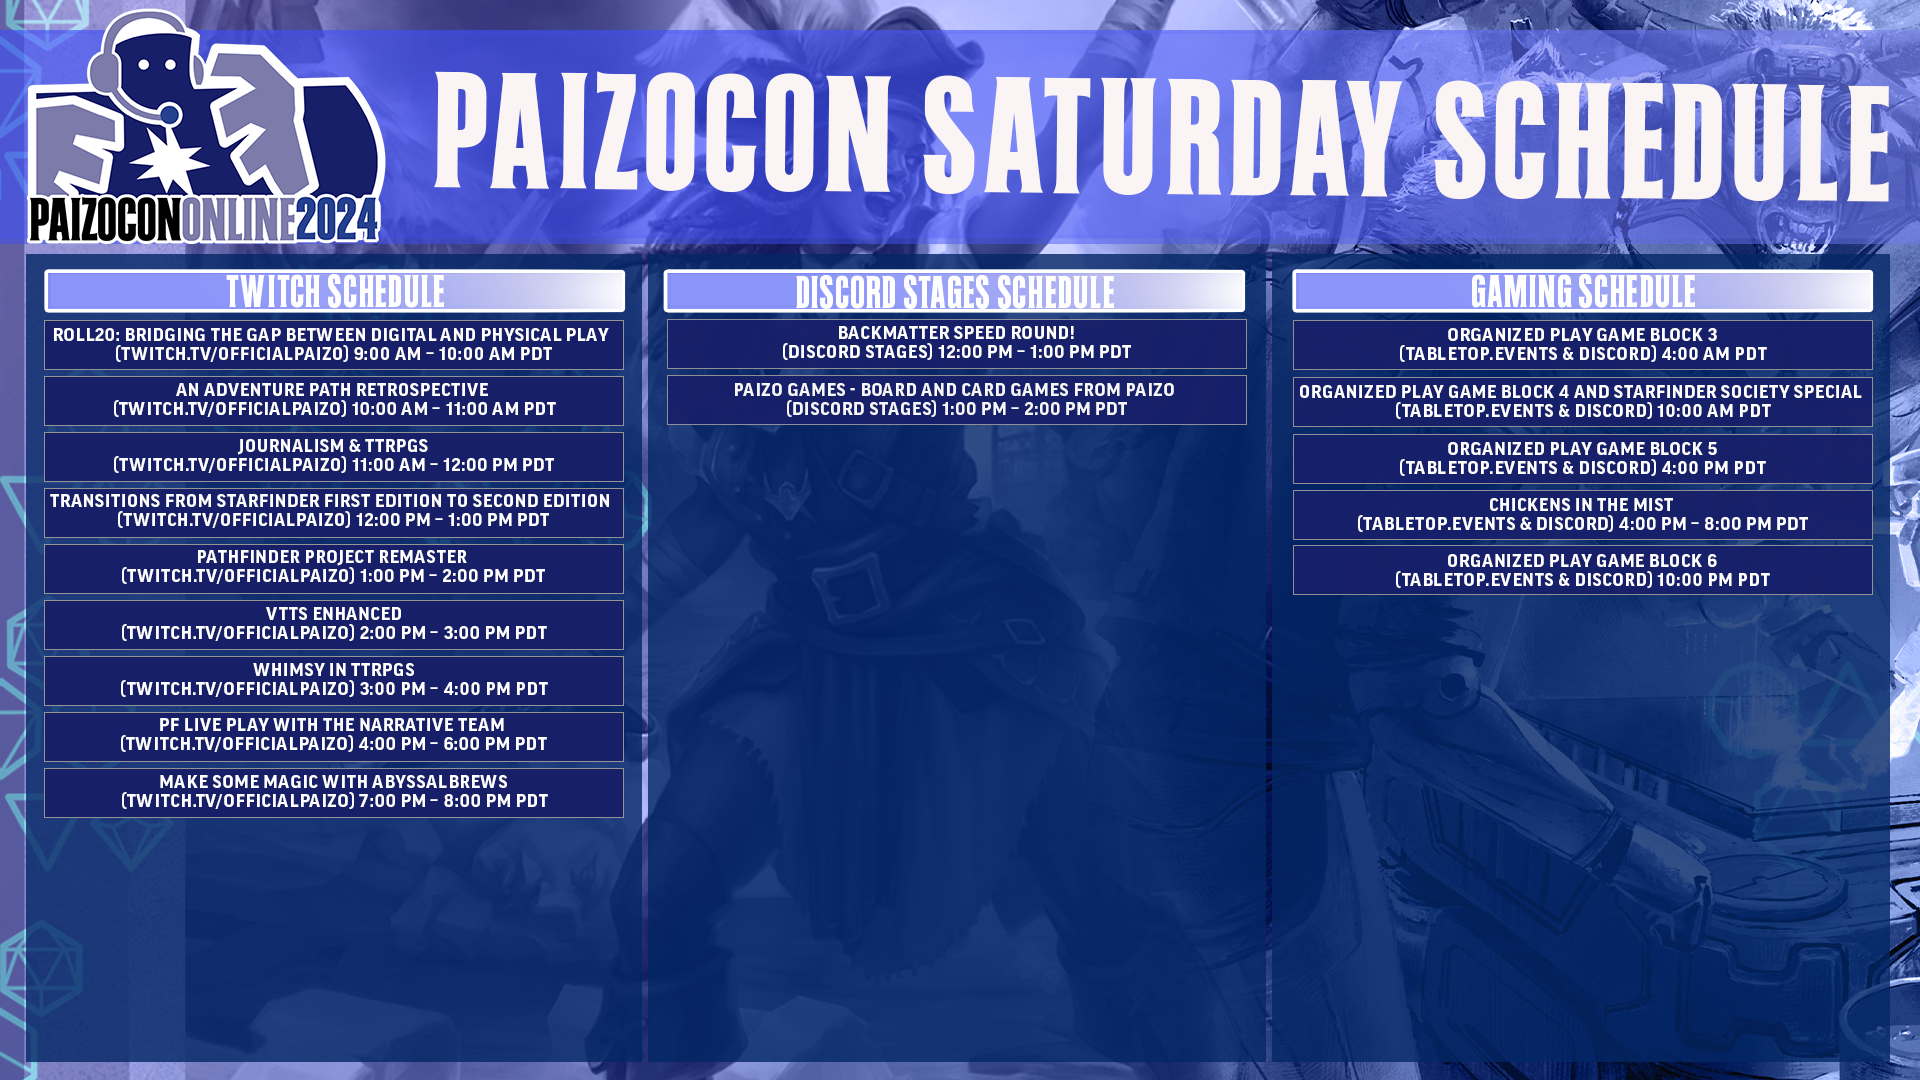 PAIZOCONONLINE2024
PAIZOCON SATURDAY SCHEDULE
TWITCH SCHEDULE
ROLL20: BRIDGING THE GAP BETWEEN DIGITAL AND PHYSICAL PLAY
(TWITCH.TV/OFFICIALPAIZO) 9:00 AM – 10:00 AM PDT
AN ADVENTURE PATH RETROSPECTIVE
(TWITCH.TV/OFFICIALPAIZO) 10:00 AM – 11:00 AM PDT
JOURNALISM & TTRPGS
(TWITCH.TV/OFFICIALPAIZO) 11:00 AM – 12:00 PM PDT
TRANSITIONS FROM STARFINDER FIRST EDITION TO SECOND EDITION
(TWITCH.TV/OFFICIALPAIZO) 12:00 PM – 1:00 PM PDT
PATHFINDER PROJECT REMASTER
(TWITCH.TV/OFFICIALPAIZO) 1:00 PM – 2:00 PM PDT
VTTS ENHANCED
(TWITCH.TV/OFFICIALPAIZO) 2:00 PM – 3:00 PM PDT
WHIMSY IN TTRPGS
(TWITCH.TV/OFFICIALPAIZO) 3:00 PM – 4:00 PM PDT
PF LIVE PLAY WITH THE NARRATIVE TEAM
(TWITCH.TV/OFFICIALPAIZO) 4:00 PM – 6:00 PM PDT
MAKE SOME MAGIC WITH ABYSSALBREWS
(TWITCH.TV/OFFICIALPAIZO) 7:00 PM – 8:00 PM PDT
DISCORD STAGES SCHEDULE
BACKMATTER SPEED ROUND!
(DISCORD STAGES) 12:00 PM – 1:00 PM PDT
PAIZO GAMES - BOARD AND CARD GAMES FROM PAIZO
(DISCORD STAGES) 1:00 PM – 2:00 PM PDT
GAMING SCHEDULE
ORGANIZED PLAY GAME BLOCK 3
(TABLETOP.EVENTS & DISCORD) 4:00 AM PDT
ORGANIZED PLAY GAME BLOCK 4 AND STARFINDER SOCIETY SPECIAL
(TABLETOP.EVENTS & DISCORD) 10:00 AM PDT
ORGANIZED PLAY GAME BLOCK 5
(TABLETOP.EVENTS & DISCORD) 4:00 PM PDT
CHICKENS IN THE MIST
(TABLETOP.EVENTS & DISCORD) 4:00 PM – 8:00 PM PDT
ORGANIZED PLAY GAME BLOCK 6
(TABLETOP.EVENTS & DISCORD) 10:00 PM PDT